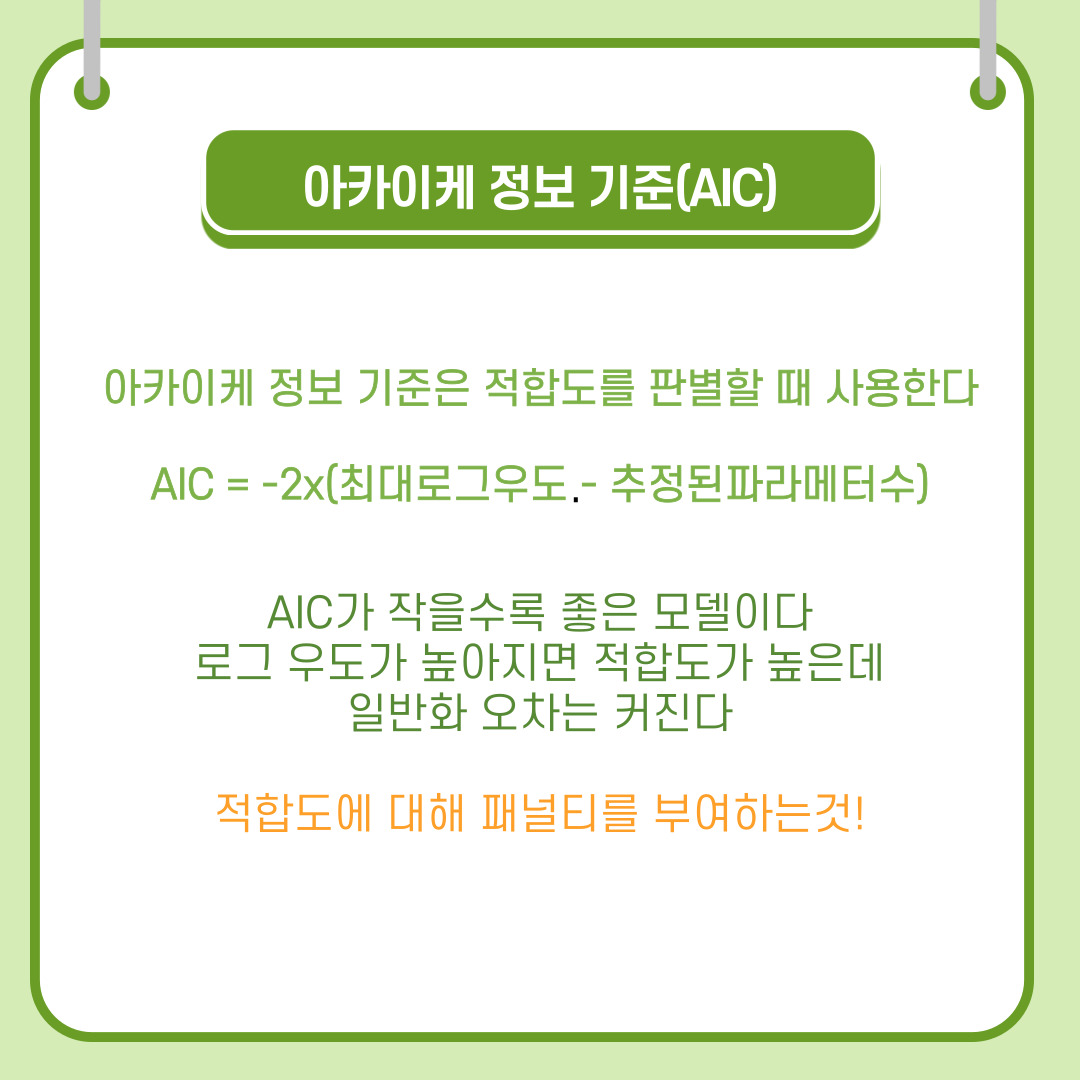 아카이케 정보 기준(AIC)
아카이케 정보 기준은 적합도를 판별할 때 사용한다
AIC = -2x(최대로그우도.- 추정된파라메터수)
AIC가 작을수록 좋은 모델이다
로그 우도가 높아지면 적합도가 높은데
일반화 오차는 커진다
적합도에 대해 패널티를 부여하는것!